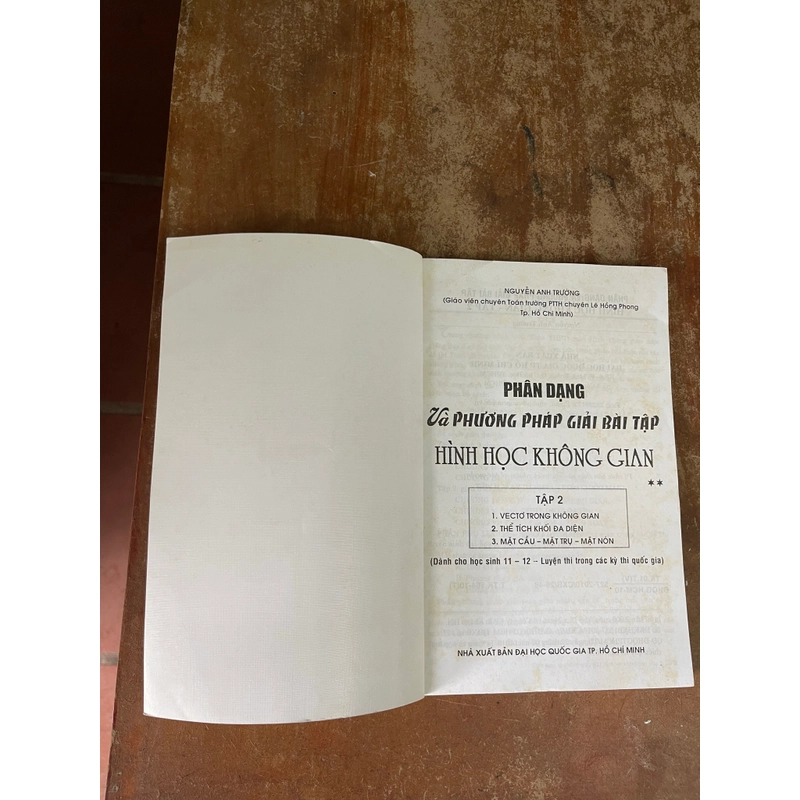 NGUYỄN ANH TRƯỜNG
(Giáo viên chuyên Toán trường PTTH chuyên Lê Hồng Phong
Tp. Hồ Chí Minh)
PHÂN DẠNG
Và PHƯƠNG PHÁP GIẢI BÀI TẬP
HÌNH HỌC KHÔNG GIAN
**
TẬP 2
1. VECTƠ TRONG KHÔNG GIAN
2. THỂ TÍCH KHỐI ĐA DIỆN
3. MẶT CẦU – MẶT TRỤ – MẶT NÓN
(Dành cho học sinh 11 – 12 – Luyện thi trong các kỳ thi quốc gia)
NHÀ XUẤT BẢN ĐẠI HỌC QUỐC GIA TP. HỒ CHÍ MINH